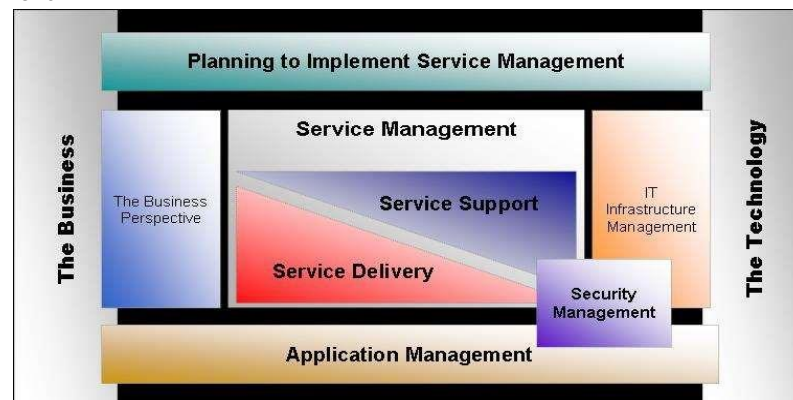 Planning to Implement Service Management
The Business
The Business
Perspective
Service Management
Service Support
Service Delivery
IT
Infrastructure
Management
Security
Management
The Technology
Application Management